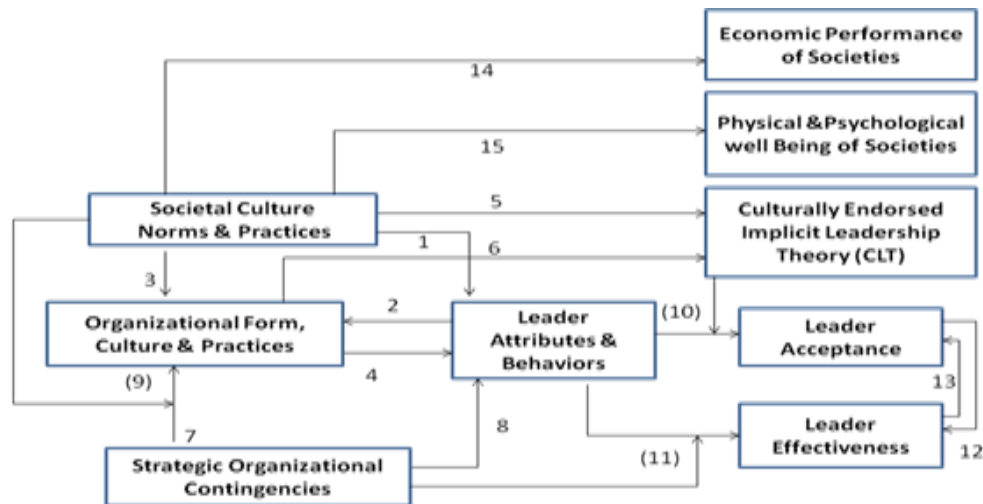 Economic Performance
of Societies
14
Physical &Psychological
well Being of Societies
15
Societal Culture
Norms & Practices
5
Culturally Endorsed
Implicit Leadership
Theory (CLT)
1
6
3
Organizational Form,
Culture & Practices
2
4
Leader
Attributes &
Behaviors
(10)
Leader
Acceptance
(9)
13
7
8
Leader
Effectiveness
12
(11)
Strategic Organizational
Contingencies